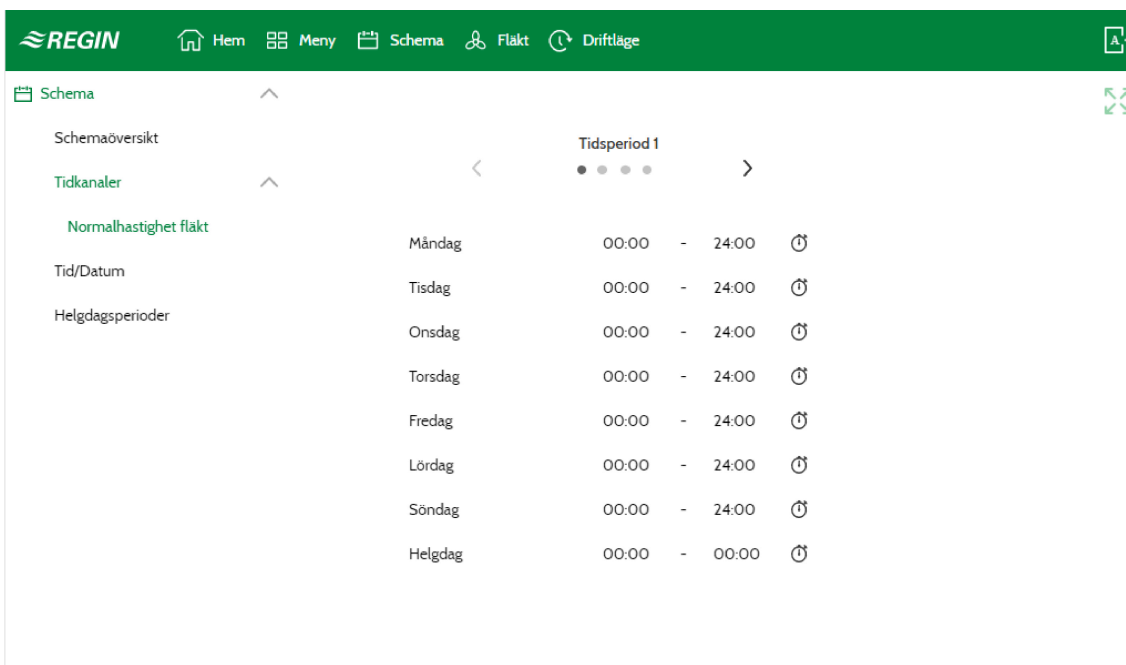 REGIN Hem Meny Schema Fläkt Driftläge A
Schema
Schemaöversikt
Tidsperiod 1
Tidkanaler
Normalhastighet fläkt
Måndag 00:00 - 24:00
Tid/Datum
Tisdag 00:00 - 24:00
Helgdagsperioder
Onsdag 00:00 - 24:00
Torsdag 00:00 - 24:00
Fredag 00:00 - 24:00
Lördag 00:00 - 24:00
Söndag 00:00 - 24:00
Helgdag 00:00 - 00:00